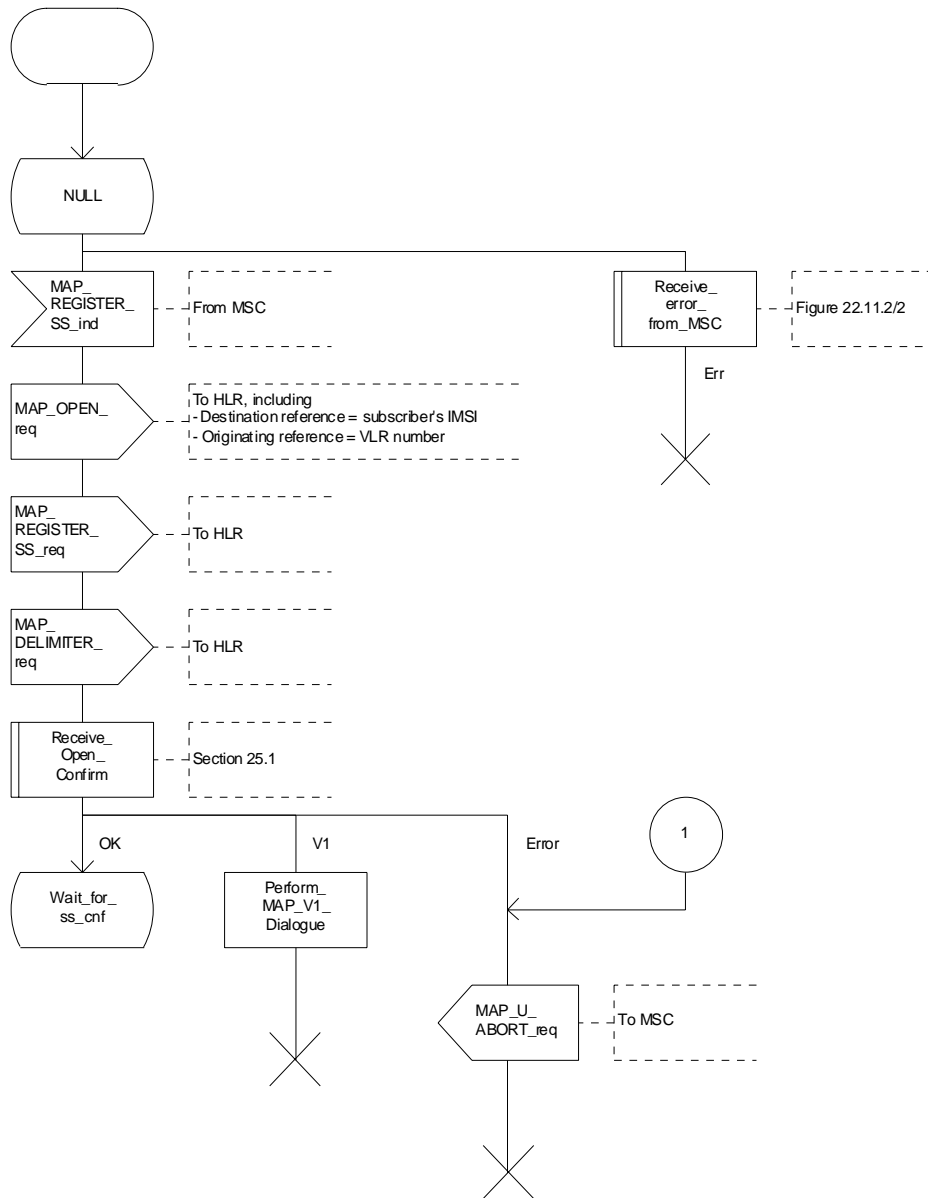 NULL
MAP_
REGISTER_
SS_ind
From MSC
Receive_
error_
from_MSC
Figure 22.11.2/2
Err
MAP_OPEN_
req
To HLR, including
- Destination reference = subscriber's IMSI
- Originating reference = VLR number
MAP_
REGISTER_
SS_req
To HLR
MAP_
DELIMITER_
req
To HLR
Receive_
Open_
Confirm
Section 25.1
OK
V1
Error
1
Wait_for_
ss_cnf
Perform_
MAP_V1_
Dialogue
MAP_U_
ABORT_req
To MSC